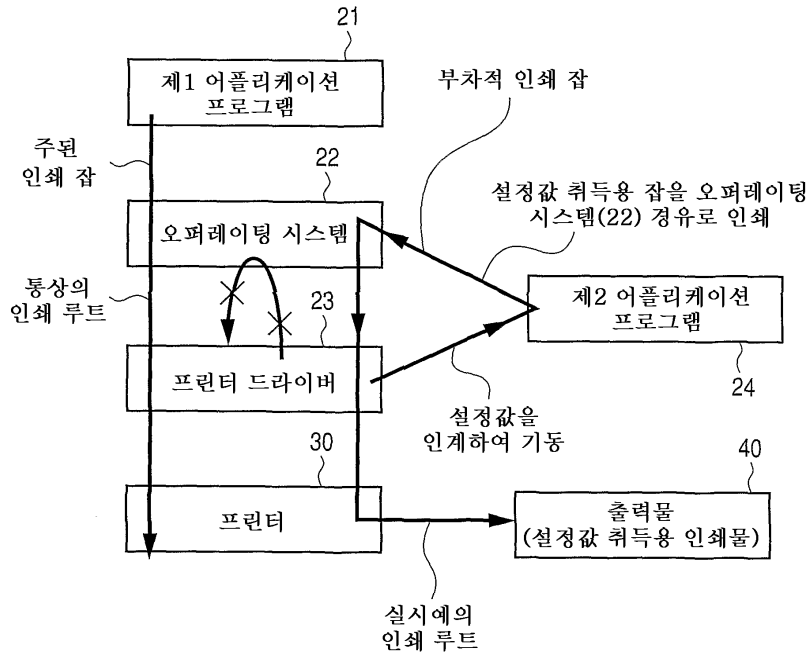 21
제1 어플리케이션
프로그램
부차적 인쇄 잡
주된
인쇄 잡
22
오퍼레이팅 시스템
설정값 취득용 잡을 오퍼레이팅
시스템(22) 경유로 인쇄
통상의
인쇄 루트
23
프린터 드라이버
제2 어플리케이션
프로그램
24
설정값을
인계하여 기동
30
프린터
40
출력물
(설정값 취득용 인쇄물)
실시예의
인쇄 루트